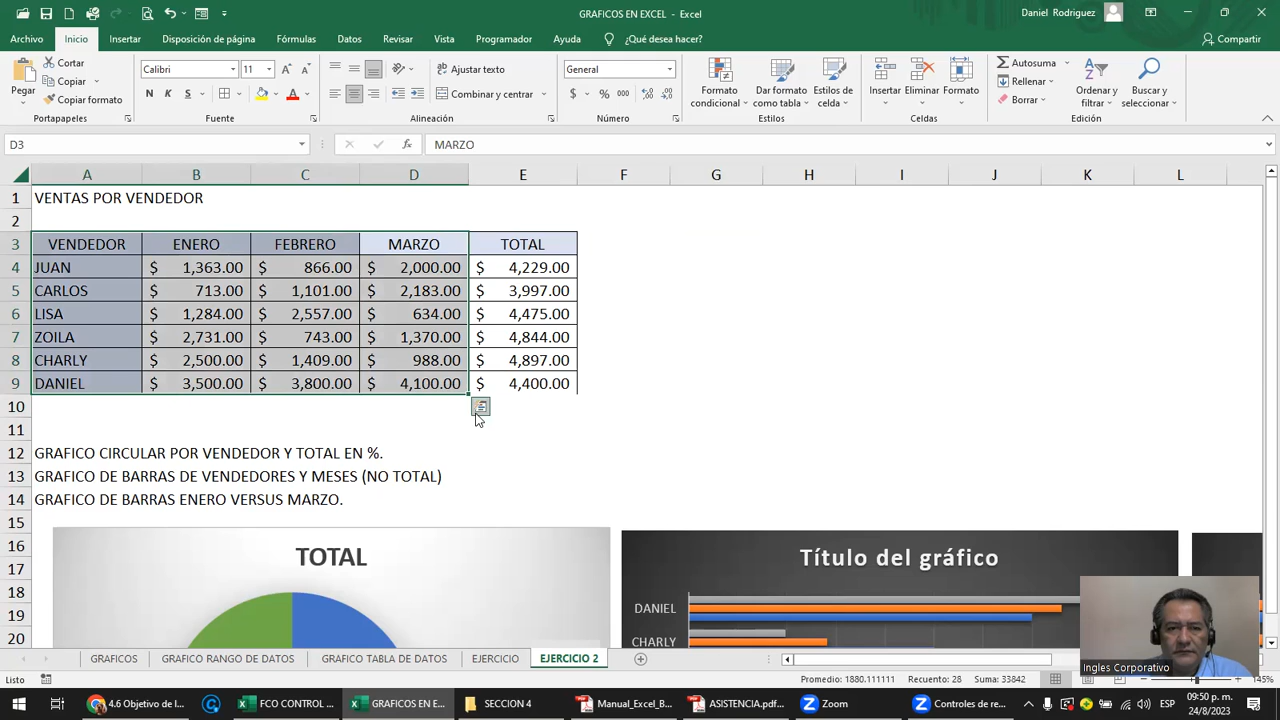 GRAFICOS EN EXCEL - Excel
Daniel Rodriguez
Archivo Inicio Insertar Disposición de página Fórmulas Datos Revisar Vista Programador Ayuda ¿Qué desea hacer? Compartir
Pegar
Cortar
Copiar
Copiar formato
Portapapeles
Calibri 11
N K S
Fuente
Ajustar texto
Combinar y centrar
Alineación
General
$ % 000
Número
Formato condicional
Dar formato como tabla
Estilos de celda
Estilos
Insertar Eliminar Formato
Celdas
Autosuma
Rellenar
Borrar
Ordenar y filtrar
Buscar y seleccionar
Edición
D3 MARZO
A B C D E F G H I J K L
1 VENTAS POR VENDEDOR
2
3 VENDEDOR ENERO FEBRERO MARZO TOTAL
4 JUAN $ 1,363.00 $ 866.00 $ 2,000.00 $ 4,229.00
5 CARLOS $ 713.00 $ 1,101.00 $ 2,183.00 $ 3,997.00
6 LISA $ 1,284.00 $ 2,557.00 $ 634.00 $ 4,475.00
7 ZOILA $ 2,731.00 $ 743.00 $ 1,370.00 $ 4,844.00
8 CHARLY $ 2,500.00 $ 1,409.00 $ 988.00 $ 4,897.00
9 DANIEL $ 3,500.00 $ 3,800.00 $ 4,100.00 $ 4,400.00
10
11
12 GRAFICO CIRCULAR POR VENDEDOR Y TOTAL EN %.
13 GRAFICO DE BARRAS DE VENDEDORES Y MESES (NO TOTAL)
14 GRAFICO DE BARRAS ENERO VERSUS MARZO.
15
16
17
18
19
20
TOTAL
Título del gráfico
DANIEL
CHARLY
Ingles Corporativo
GRAFICOS GRAFICO RANGO DE DATOS GRAFICO TABLA DE DATOS EJERCICIO EJERCICIO 2
Listo
Promedio: 1880.111111 Recuento: 28 Suma: 33842
145%
4.6 Objetivo de l...
FCO CONTROL ...
GRAFICOS EN E...
SECCION 4
Manual_Excel_B...
ASISTENCIA.pdf...
Zoom
Controles de re...
ESP
09:50 p. m.
24/8/2023